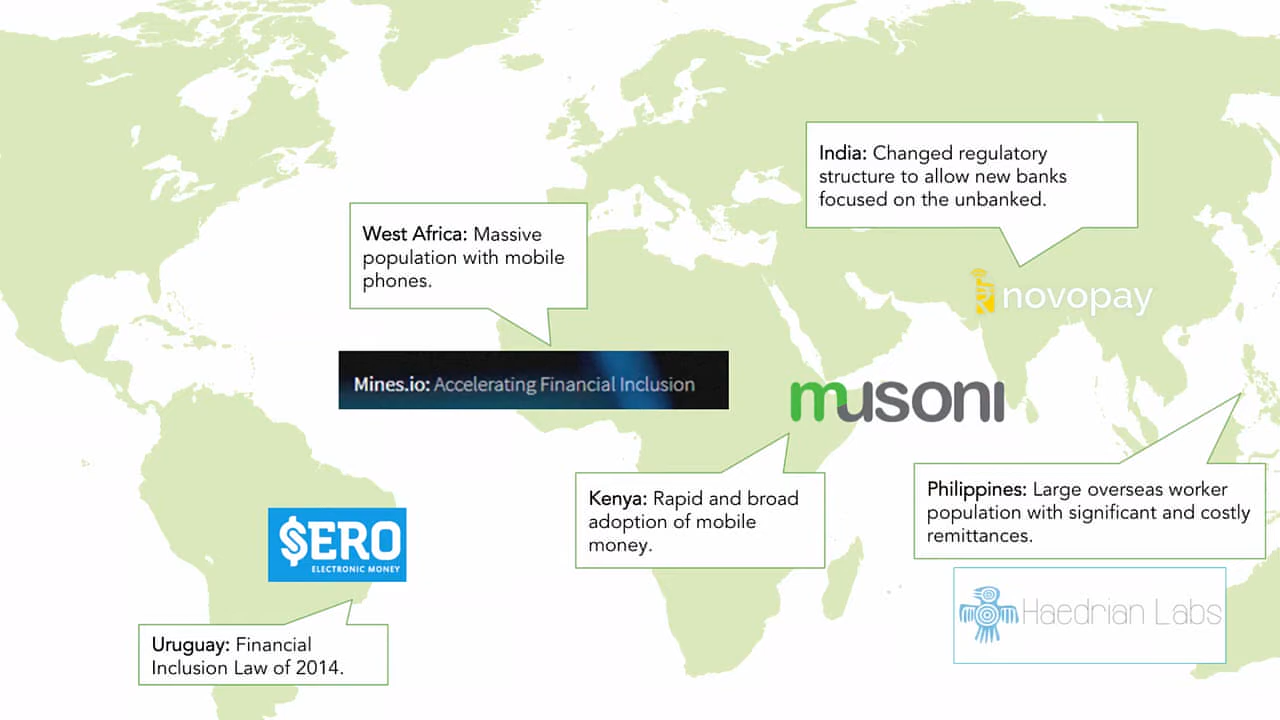 India: Changed regulatory
structure to allow new banks
focused on the unbanked.
West Africa: Massive
population with mobile
phones.
novopay
Mines.io: Accelerating Financial Inclusion
musoni
Kenya: Rapid and broad
adoption of mobile
money.
Philippines: Large overseas worker
population with significant and costly
remittances.
$ERO
ELECTRONIC MONEY
Haedrian Labs
Uruguay: Financial
Inclusion Law of 2014.